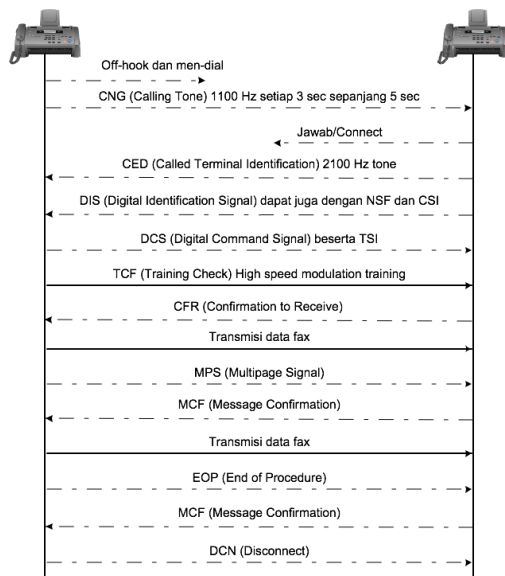 Off-hook dan men-dial
CNG (Calling Tone) 1100 Hz setiap 3 sec sepanjang 5 sec
Jawab/Connect
CED (Called Terminal Identification) 2100 Hz tone
DIS (Digital Identification Signal) dapat juga dengan NSF dan CSI
DCS (Digital Command Signal) beserta TSI
TCF (Training Check) High speed modulation training
CFR (Confirmation to Receive)
Transmisi data fax
MPS (Multipage Signal)
MCF (Message Confirmation)
Transmisi data fax
EOP (End of Procedure)
MCF (Message Confirmation)
DCN (Disconnect)